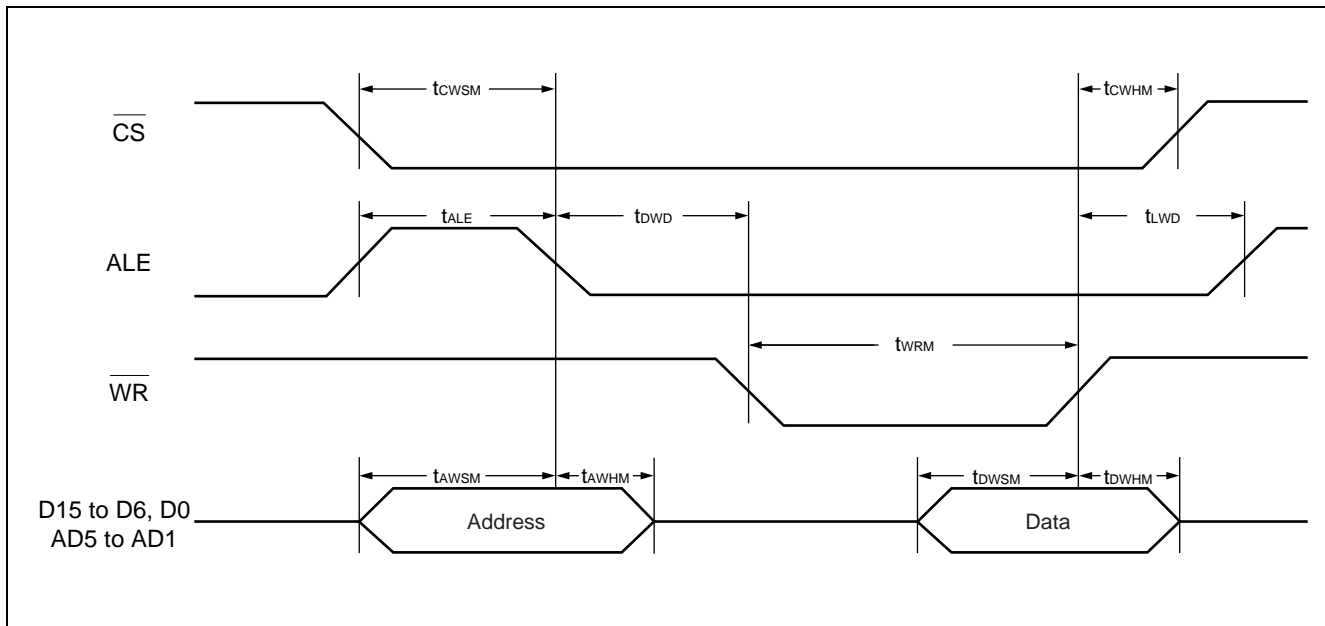 tCWSM
tCWHM
CS
tALE
tDWD
tLWD
ALE
tWRM
WR
tAWSM
tAWHM
tDWSM
tDWHM
D15 to D6, D0
AD5 to AD1
Address
Data